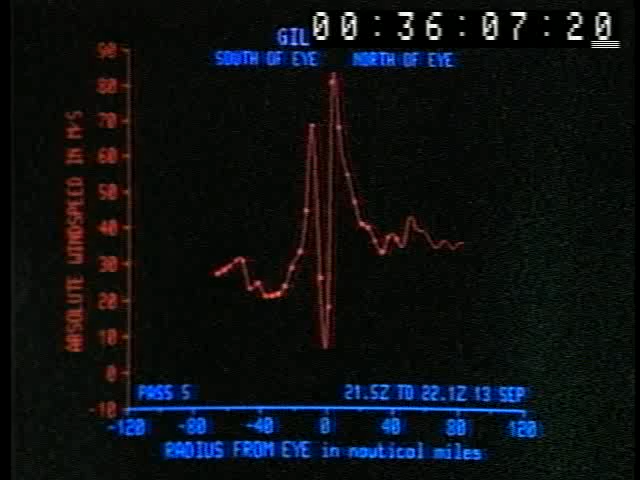 GIL
00:36:07:20
SOUTH OF EYE NORTH OF EYE
90
80
70
60
50
40
30
20
10
0
-10
ABSOLUTE WINDSPEED IN M/S
PASS 5 21.5Z TO 22.1Z 13 SEP
-120 -80 -40 0 40 80 120
RADIUS FROM EYE in nautical miles